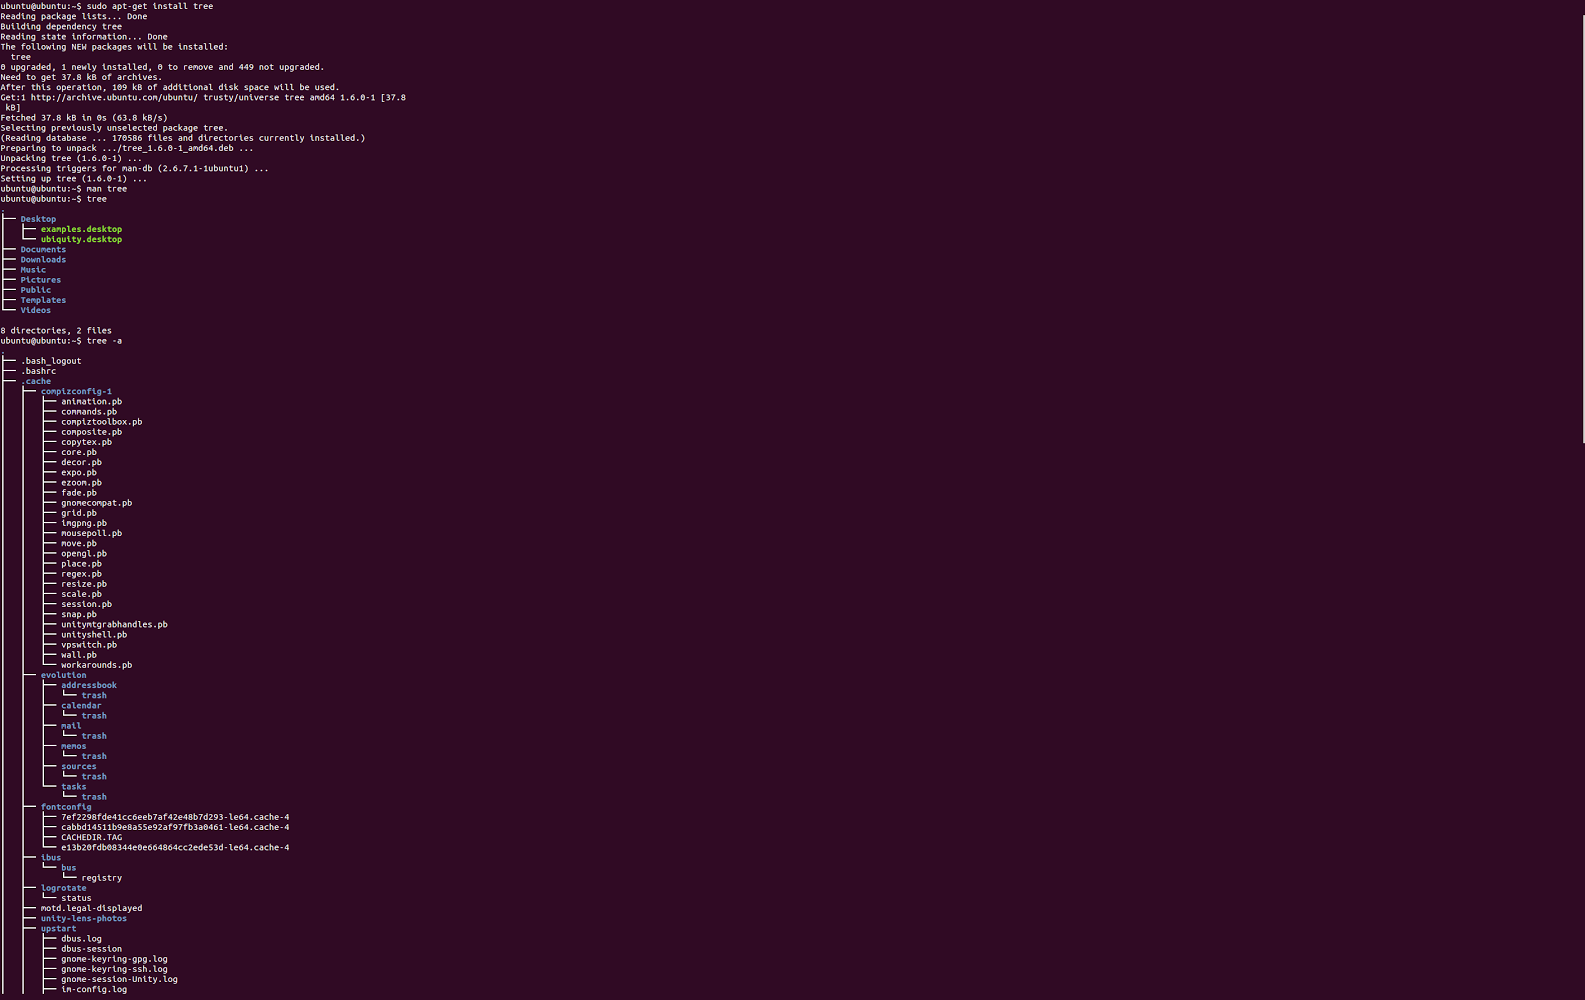 ubuntu@ubuntu:~$ sudo apt-get install tree
Reading package lists... Done
Building dependency tree
Reading state information... Done
The following NEW packages will be installed:
  tree
0 upgraded, 1 newly installed, 0 to remove and 449 not upgraded.
Need to get 37.8 kB of archives.
After this operation, 109 kB of additional disk space will be used.
Get:1 http://archive.ubuntu.com/ubuntu/ trusty/universe tree amd64 1.6.0-1 [37.8
 kB]
Fetched 37.8 kB in 0s (63.8 kB/s)
Selecting previously unselected package tree.
(Reading database ... 170586 files and directories currently installed.)
Preparing to unpack .../tree_1.6.0-1_amd64.deb ...
Unpacking tree (1.6.0-1) ...
Processing triggers for man-db (2.6.7.1-1ubuntu1) ...
Setting up tree (1.6.0-1) ...
ubuntu@ubuntu:~$ man tree
ubuntu@ubuntu:~$ tree
.
├── Desktop
│   ├── examples.desktop
│   └── ubiquity.desktop
├── Documents
├── Downloads
├── Music
├── Pictures
├── Public
├── Templates
└── Videos

8 directories, 2 files
ubuntu@ubuntu:~$ tree -a
.
├── .bash_logout
├── .bashrc
├── .cache
│   ├── compizconfig-1
│   │   ├── animation.pb
│   │   ├── commands.pb
│   │   ├── compiztoolbox.pb
│   │   ├── composite.pb
│   │   ├── copytex.pb
│   │   ├── core.pb
│   │   ├── decor.pb
│   │   ├── expo.pb
│   │   ├── ezoom.pb
│   │   ├── fade.pb
│   │   ├── gnomecompat.pb
│   │   ├── grid.pb
│   │   ├── imgpng.pb
│   │   ├── mousepoll.pb
│   │   ├── move.pb
│   │   ├── opengl.pb
│   │   ├── place.pb
│   │   ├── regex.pb
│   │   ├── resize.pb
│   │   ├── scale.pb
│   │   ├── session.pb
│   │   ├── snap.pb
│   │   ├── unitymtgrabhandles.pb
│   │   ├── unityshell.pb
│   │   ├── vpswitch.pb
│   │   ├── wall.pb
│   │   └── workarounds.pb
│   ├── evolution
│   │   ├── addressbook
│   │   │   └── trash
│   │   ├── calendar
│   │   │   └── trash
│   │   ├── mail
│   │   │   └── trash
│   │   ├── memos
│   │   │   └── trash
│   │   ├── sources
│   │   │   └── trash
│   │   └── tasks
│   │       └── trash
│   ├── fontconfig
│   │   ├── 7ef2298fde41cc6eeb7af42e48b7d293-le64.cache-4
│   │   ├── cabbd14511b9e8a55e92af97fb3a0461-le64.cache-4
│   │   ├── CACHEDIR.TAG
│   │   └── e13b20fdb08344e0e664864cc2ede53d-le64.cache-4
│   ├── ibus
│   │   └── bus
│   │       └── registry
│   ├── logrotate
│   │   └── status
│   ├── motd.legal-displayed
│   ├── unity-lens-photos
│   ├── upstart
│   │   ├── dbus.log
│   │   ├── dbus-session
│   │   ├── gnome-keyring-gpg.log
│   │   ├── gnome-keyring-ssh.log
│   │   ├── gnome-session-Unity.log
│   │   ├── im-config.log